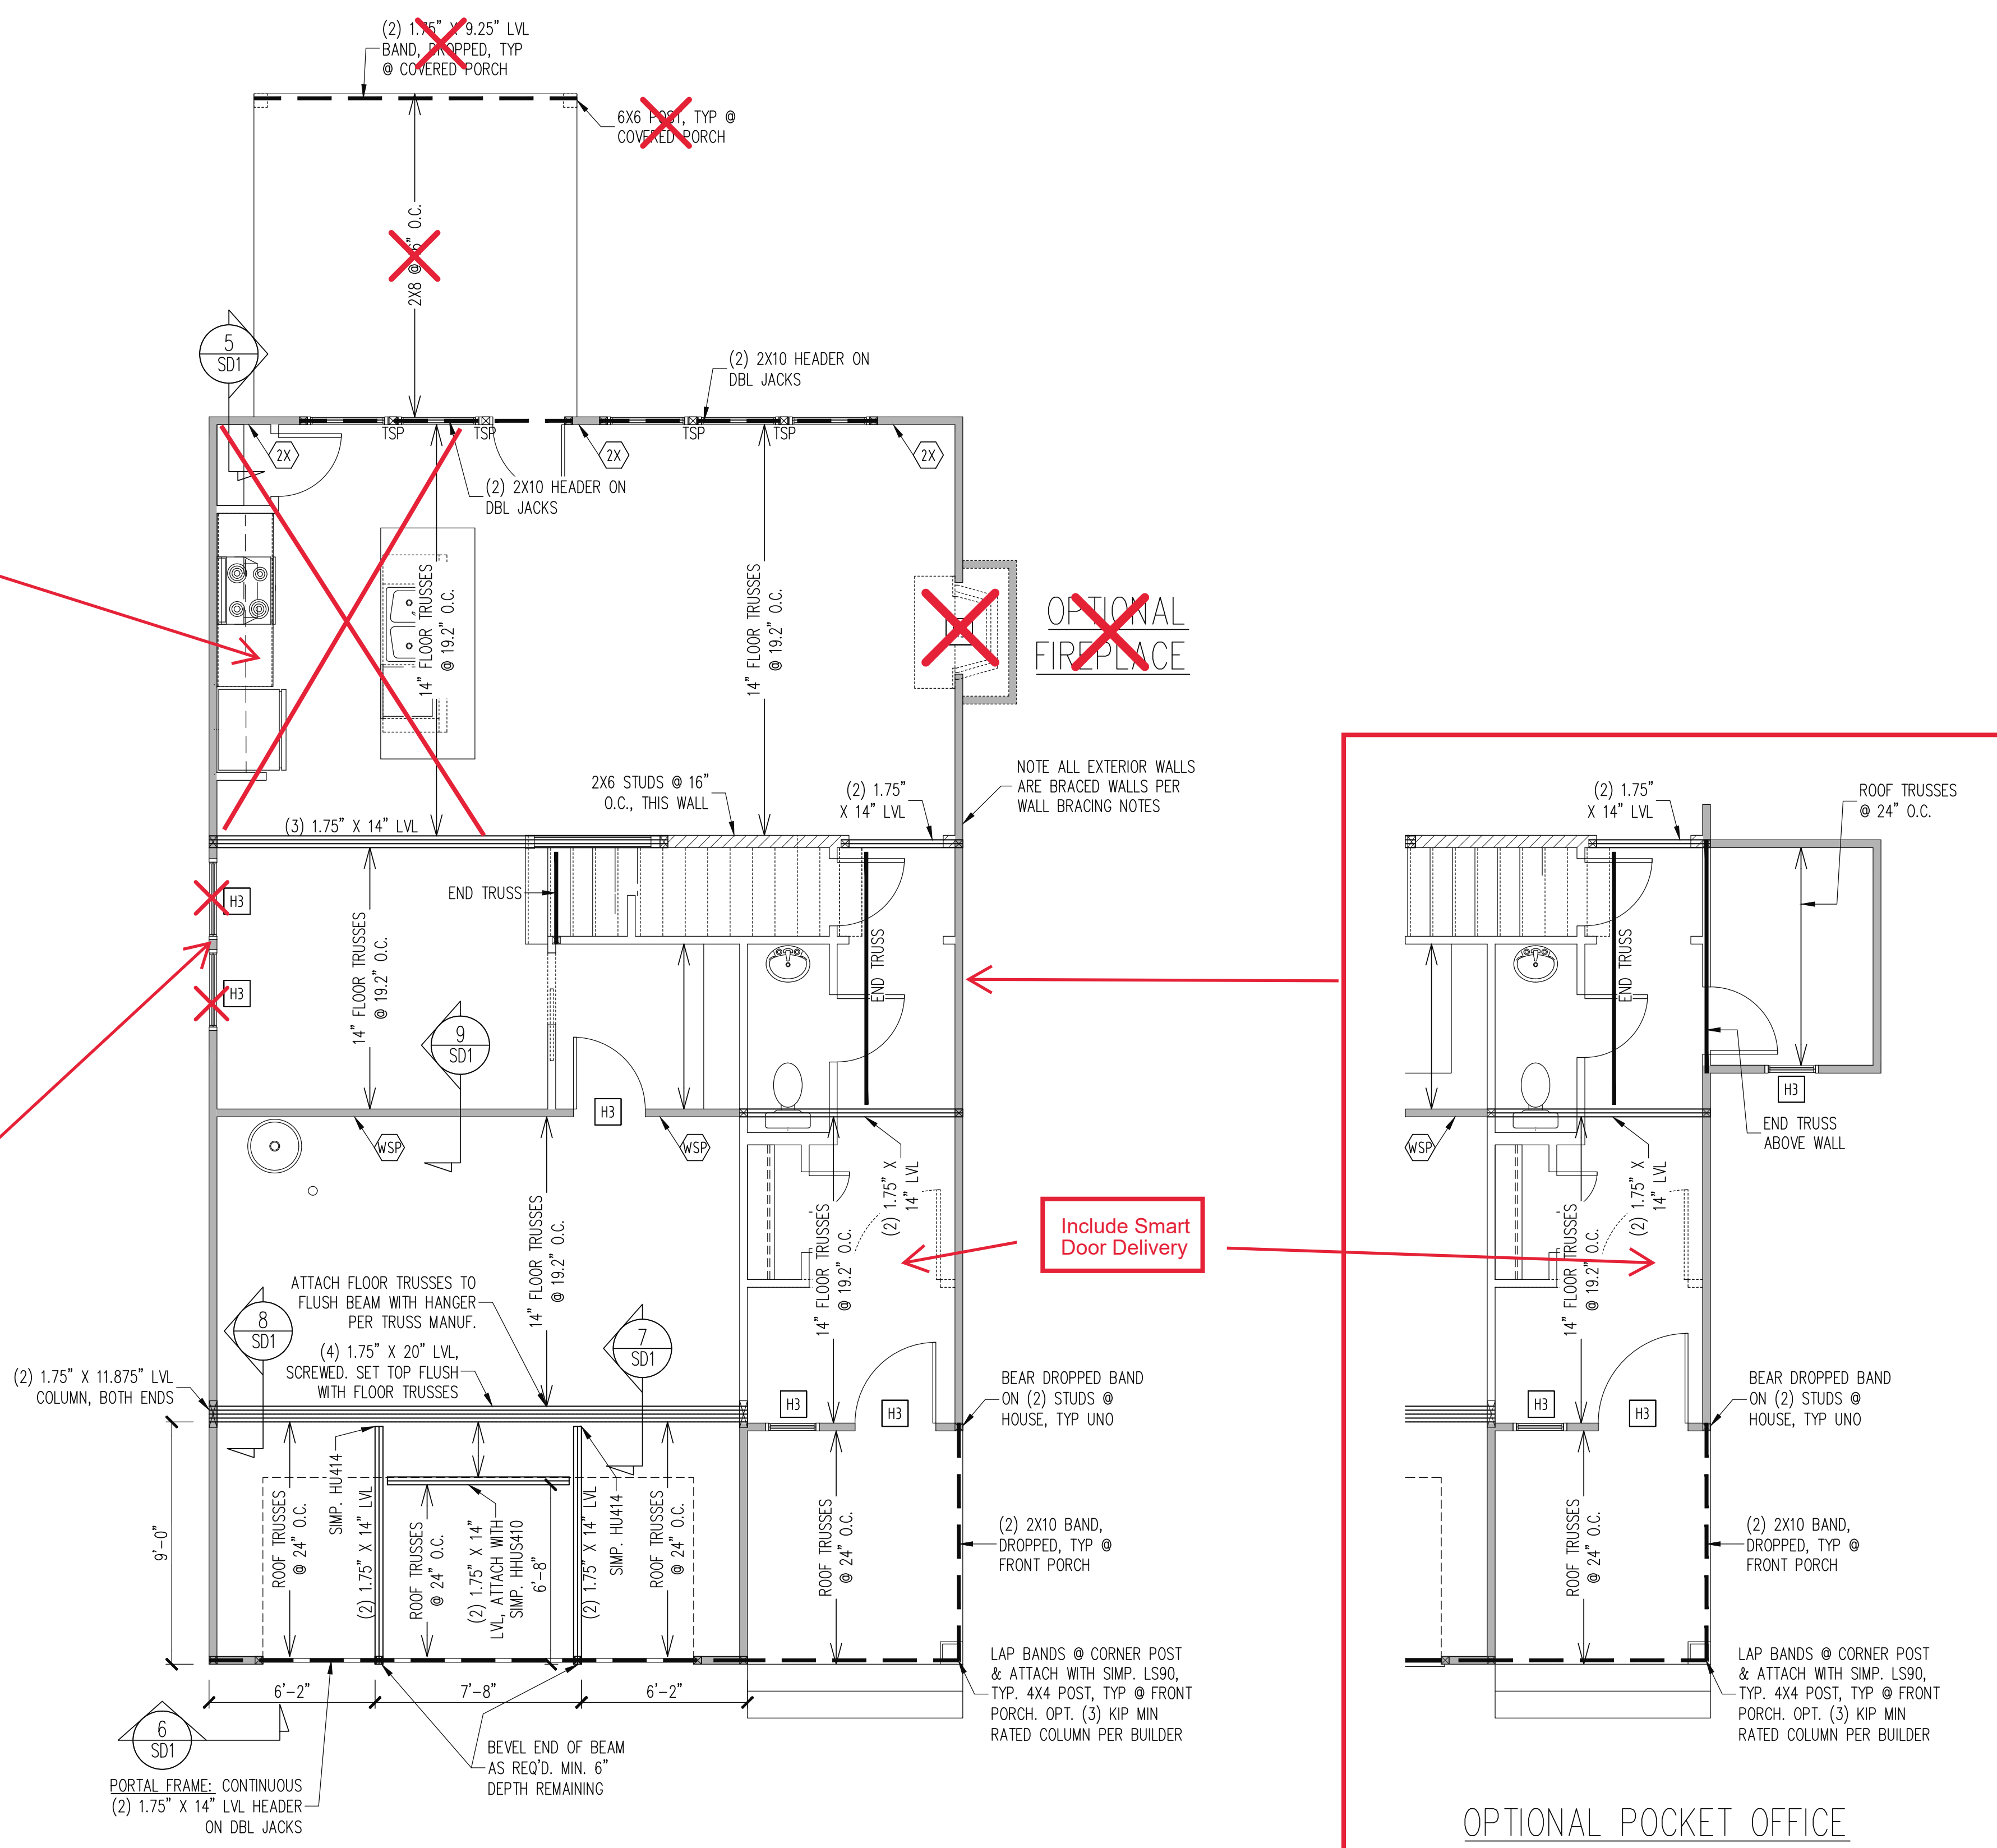 (2) 1.75" X 9.25" LVL
BAND, DROPPED, TYP
@ COVERED PORCH
6X6 POST, TYP @
COVERED PORCH
2X8 @ 16" O.C.
5
SD1
(2) 2X10 HEADER ON
DBL JACKS
TSP
TSP
TSP
TSP
2X
2X
2X
(2) 2X10 HEADER ON
DBL JACKS
14" FLOOR TRUSSES
@ 19.2" O.C.
14" FLOOR TRUSSES
@ 19.2" O.C.
OPTIONAL
FIREPLACE
2X6 STUDS @ 16"
O.C., THIS WALL
(2) 1.75"
X 14" LVL
NOTE ALL EXTERIOR WALLS
ARE BRACED WALLS PER
WALL BRACING NOTES
(3) 1.75" X 14" LVL
END TRUSS
H3
H3
14" FLOOR TRUSSES
@ 19.2" O.C.
9
SD1
END TRUSS
H3
WSP
WSP
(2) 1.75" X
14" LVL
14" FLOOR TRUSSES
@ 19.2" O.C.
14" FLOOR TRUSSES
@ 19.2" O.C.
Include Smart
Door Delivery
ATTACH FLOOR TRUSSES TO
FLUSH BEAM WITH HANGER
PER TRUSS MANUF.
8
SD1
7
SD1
(4) 1.75" X 20" LVL,
SCREWED. SET TOP FLUSH
WITH FLOOR TRUSSES
(2) 1.75" X 11.875" LVL
COLUMN, BOTH ENDS
H3
H3
BEAR DROPPED BAND
ON (2) STUDS @
HOUSE, TYP UNO
9'-0"
ROOF TRUSSES
@ 24" O.C.
SIMP. HU414
(2) 1.75" X 14" LVL
ROOF TRUSSES
@ 24" O.C.
(2) 1.75" X 14"
LVL, ATTACH WITH
SIMP. HHUS410
6'-8"
(2) 1.75" X 14" LVL
SIMP. HU414
ROOF TRUSSES
@ 24" O.C.
ROOF TRUSSES
@ 24" O.C.
(2) 2X10 BAND,
DROPPED, TYP @
FRONT PORCH
LAP BANDS @ CORNER POST
& ATTACH WITH SIMP. LS90,
TYP. 4X4 POST, TYP @ FRONT
PORCH. OPT. (3) KIP MIN
RATED COLUMN PER BUILDER
6'-2"
7'-8"
6'-2"
6
SD1
BEVEL END OF BEAM
AS REQ'D. MIN. 6"
DEPTH REMAINING
PORTAL FRAME: CONTINUOUS
(2) 1.75" X 14" LVL HEADER
ON DBL JACKS
(2) 1.75"
X 14" LVL
ROOF TRUSSES
@ 24" O.C.
END TRUSS
H3
END TRUSS
ABOVE WALL
WSP
(2) 1.75" X
14" LVL
14" FLOOR TRUSSES
@ 19.2" O.C.
H3
H3
BEAR DROPPED BAND
ON (2) STUDS @
HOUSE, TYP UNO
ROOF TRUSSES
@ 24" O.C.
(2) 2X10 BAND,
DROPPED, TYP @
FRONT PORCH
LAP BANDS @ CORNER POST
& ATTACH WITH SIMP. LS90,
TYP. 4X4 POST, TYP @ FRONT
PORCH. OPT. (3) KIP MIN
RATED COLUMN PER BUILDER
OPTIONAL POCKET OFFICE